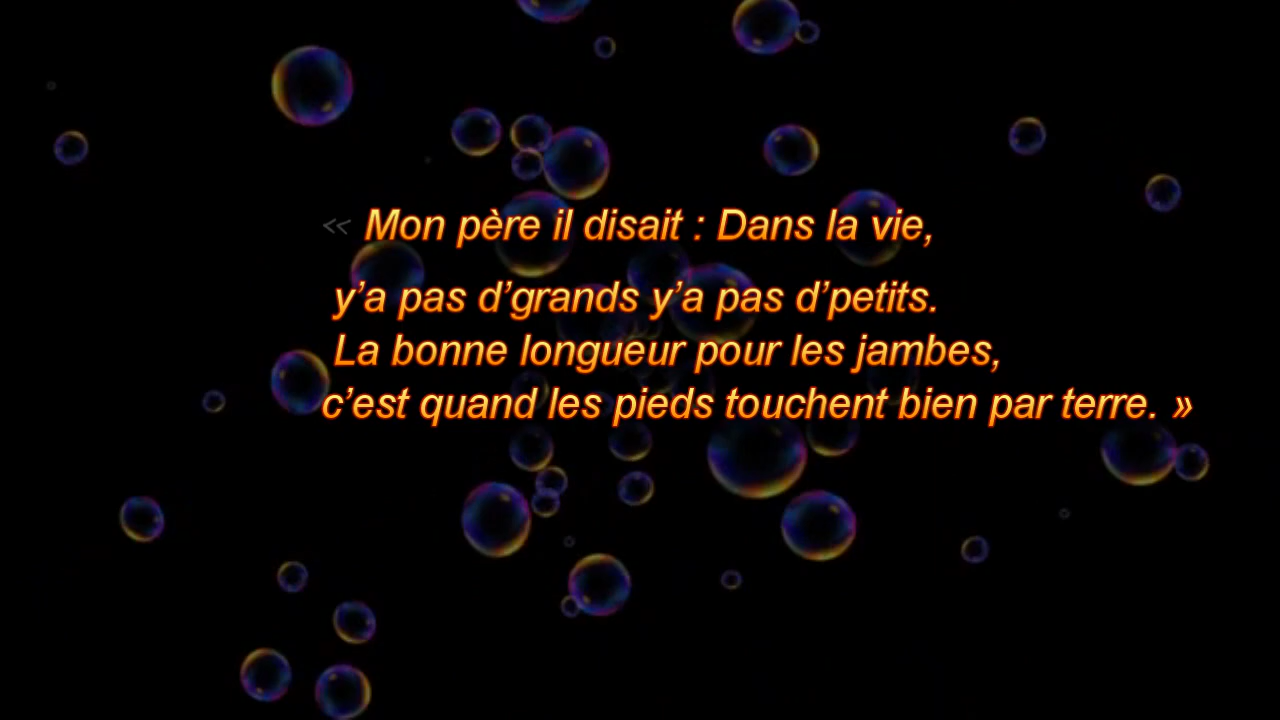 « Mon père il disait : Dans la vie,
y’a pas d’grands y’a pas d’petits.
La bonne longueur pour les jambes,
c’est quand les pieds touchent bien par terre. »